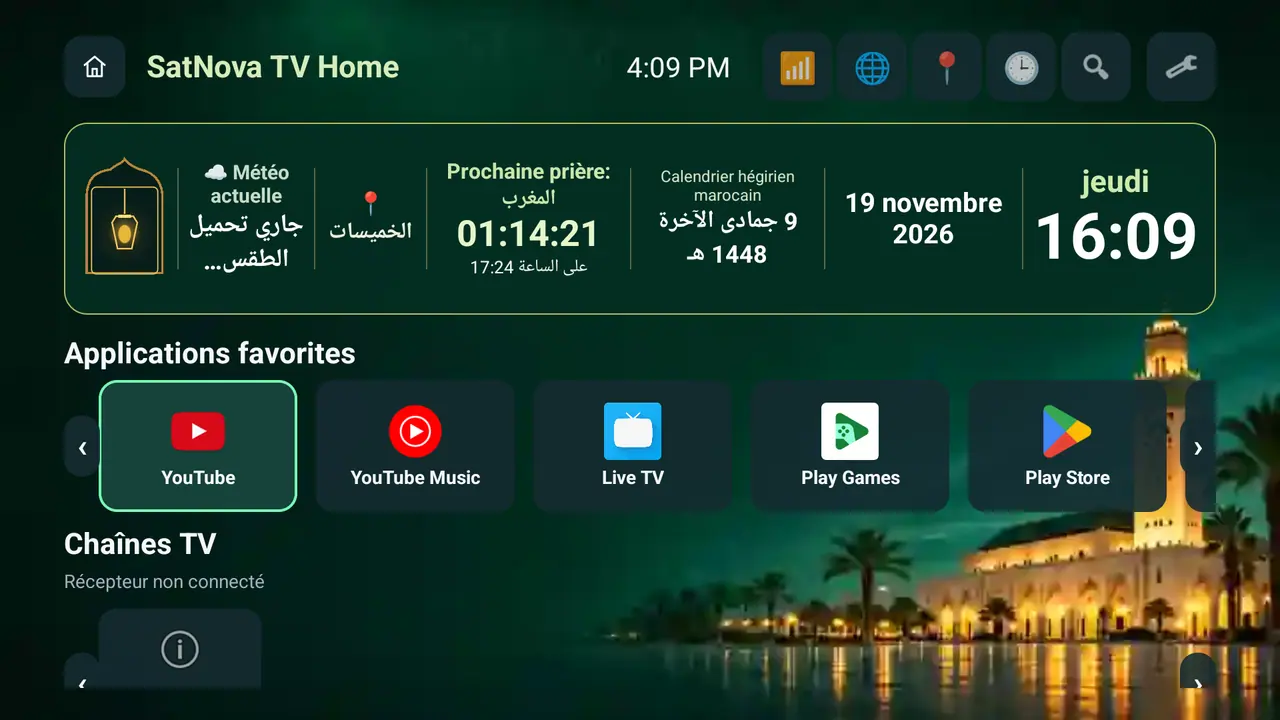 SatNova TV Home
4:09 PM
☁️ Météo
actuelle
جاري تحميل
الطقس...
الخميسات
Prochaine prière:
المغرب
01:14:21
على الساعة 17:24
Calendrier hégirien
marocain
9 جمادى الآخرة
1448 هـ
19 novembre
2026
jeudi
16:09
Applications favorites
YouTube
YouTube Music
Live TV
Play Games
Play Store
Chaînes TV
Récepteur non connecté